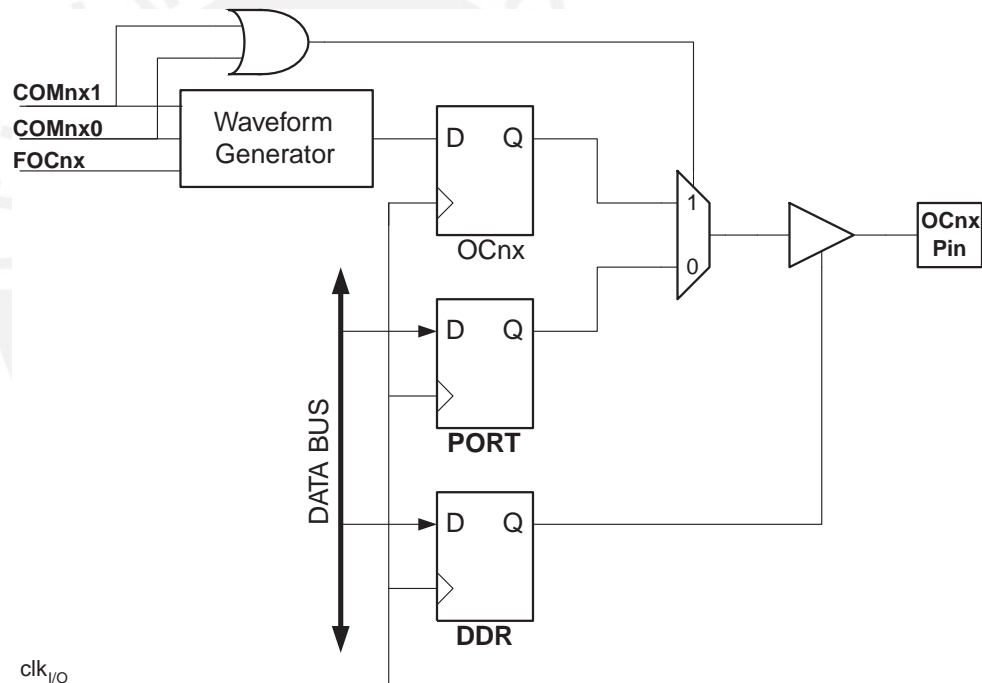 COMnx1
COMnx0
FOCnx
Waveform
Generator
D Q
OCnx
1
0
OCnx
Pin
DATA BUS
D Q
PORT
D Q
DDR
clkI/O